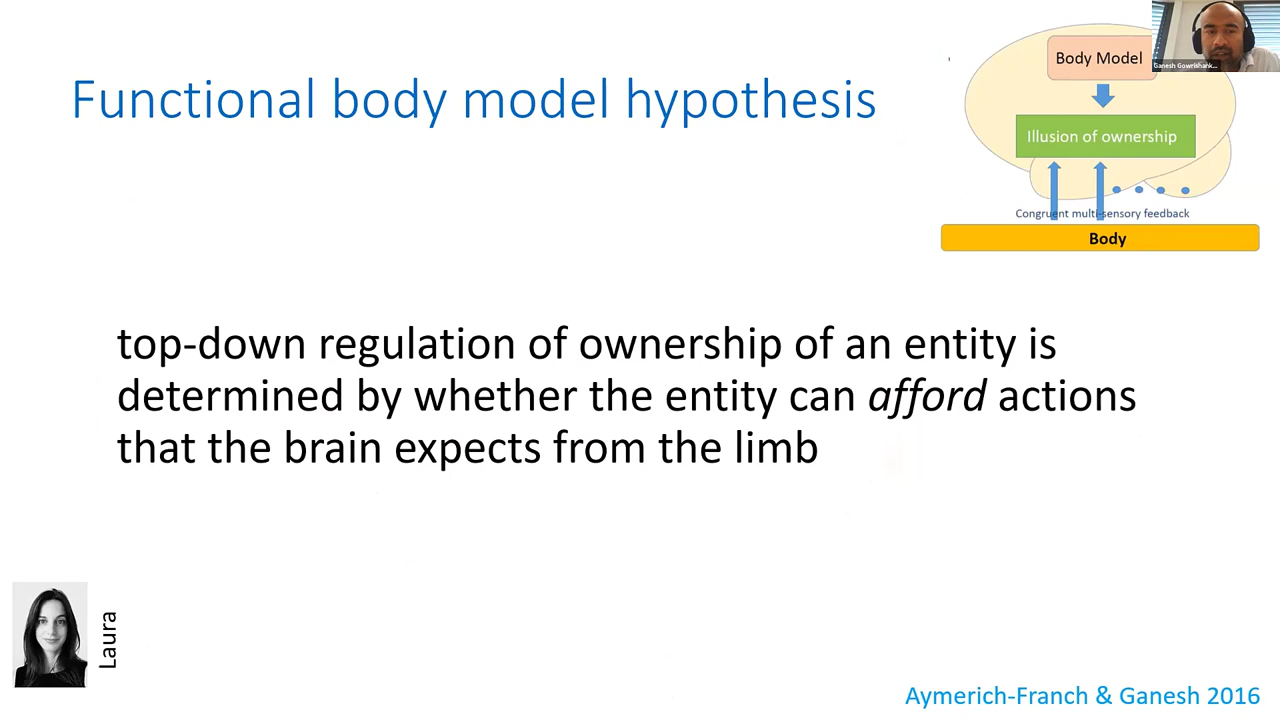 Functional body model hypothesis
Body Model
Illusion of ownership
Congruent multi-sensory feedback
Body
Ganesh Gowrishank...
top-down regulation of ownership of an entity is
determined by whether the entity can afford actions
that the brain expects from the limb
Laura
Aymerich-Franch & Ganesh 2016